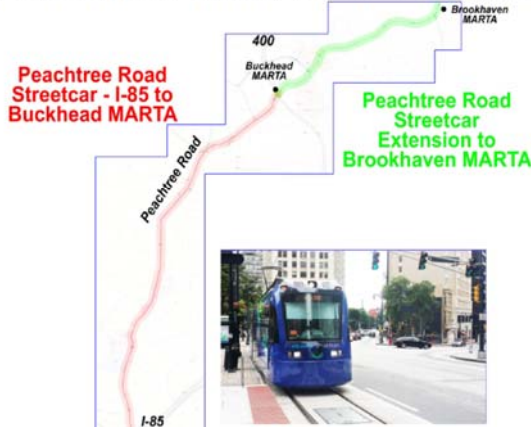 Brookhaven
MARTA
400
Buckhead
MARTA
Peachtree Road
Streetcar - I-85 to
Buckhead MARTA
Peachtree Road
Streetcar
Extension to
Brookhaven MARTA
Peachtree Road
I-85